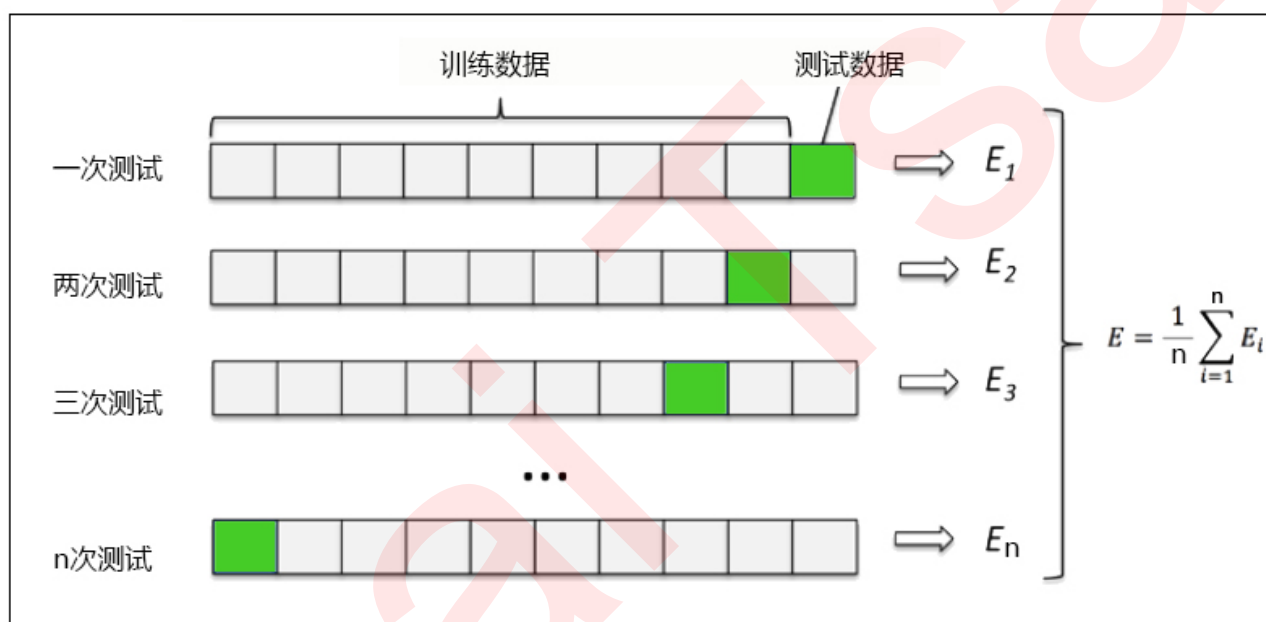 训练数据
测试数据
一次测试
E1
两次测试
E2
三次测试
E3
...
n次测试
En
E = 1/n ∑ i=1 n Ei